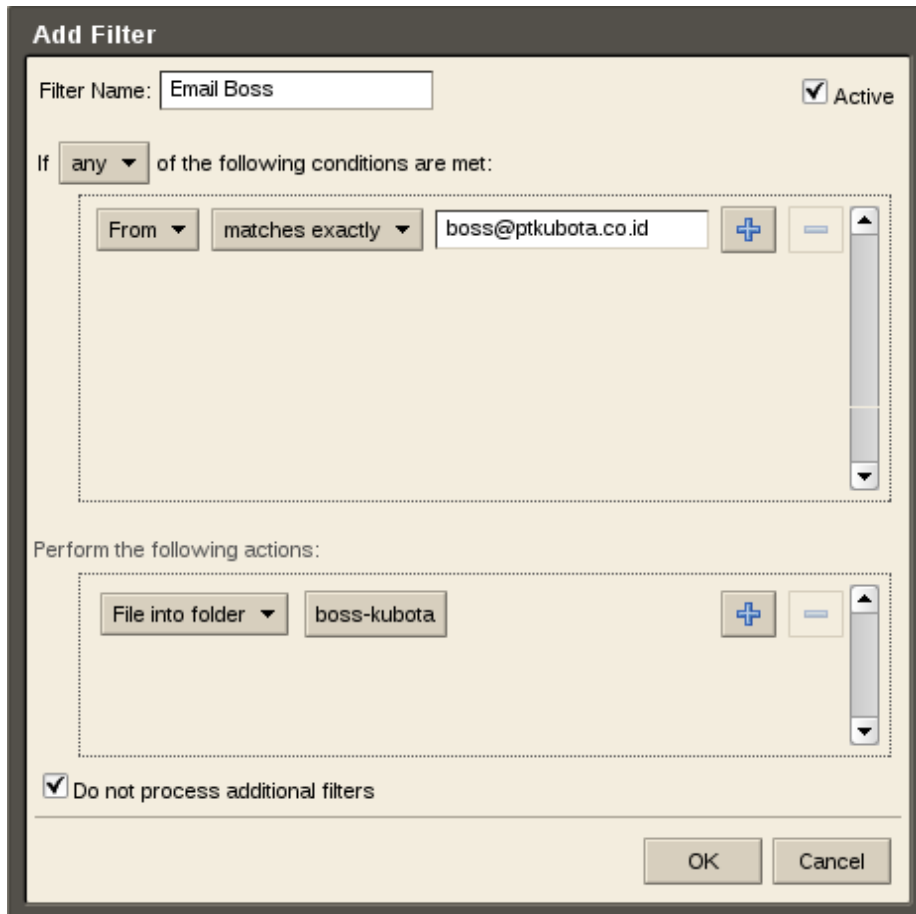 Add Filter
Filter Name: Email Boss Active
If any of the following conditions are met:
From matches exactly boss@ptkubota.co.id
Perform the following actions:
File into folder boss-kubota
Do not process additional filters
OK Cancel